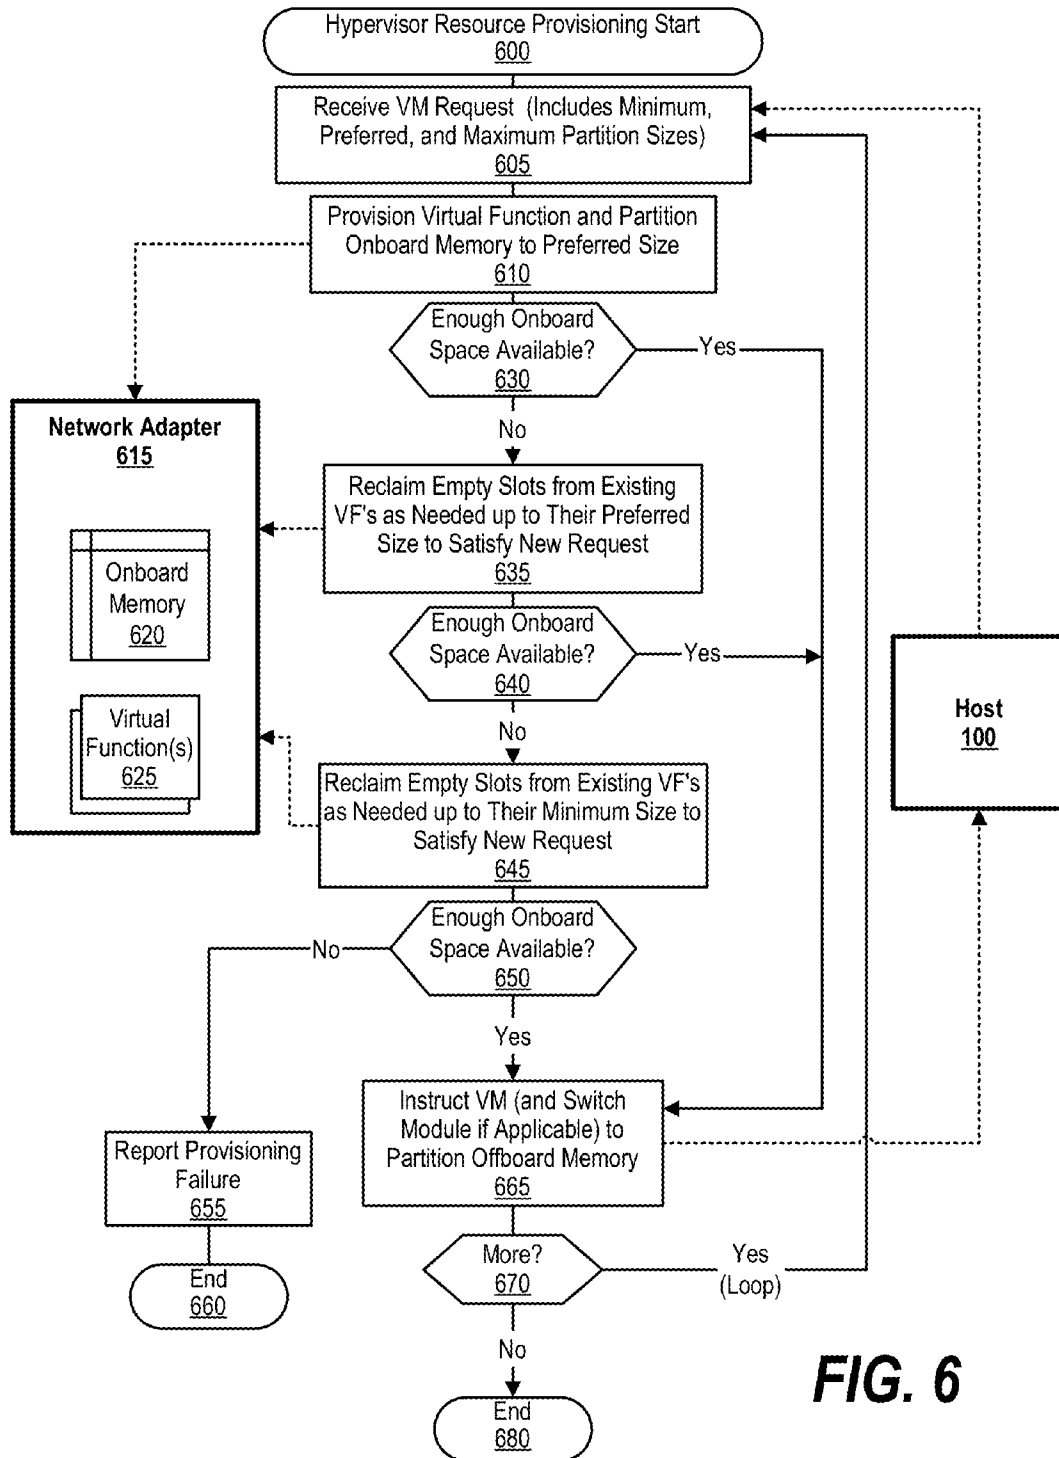 Hypervisor Resource Provisioning Start
600
Receive VM Request (Includes Minimum,
Preferred, and Maximum Partition Sizes)
605
Provision Virtual Function and Partition
Onboard Memory to Preferred Size
610
Enough Onboard
Space Available?
630
Yes
No
Network Adapter
615
Onboard
Memory
620
Virtual
Function(s)
625
Reclaim Empty Slots from Existing
VF's as Needed up to Their Preferred
Size to Satisfy New Request
635
Enough Onboard
Space Available?
640
Yes
No
Host
100
Reclaim Empty Slots from Existing VF's
as Needed up to Their Minimum Size to
Satisfy New Request
645
Enough Onboard
Space Available?
650
No
Yes
Instruct VM (and Switch
Module if Applicable) to
Partition Offboard Memory
665
Report Provisioning
Failure
655
End
660
More?
670
Yes
(Loop)
No
End
680
FIG. 6